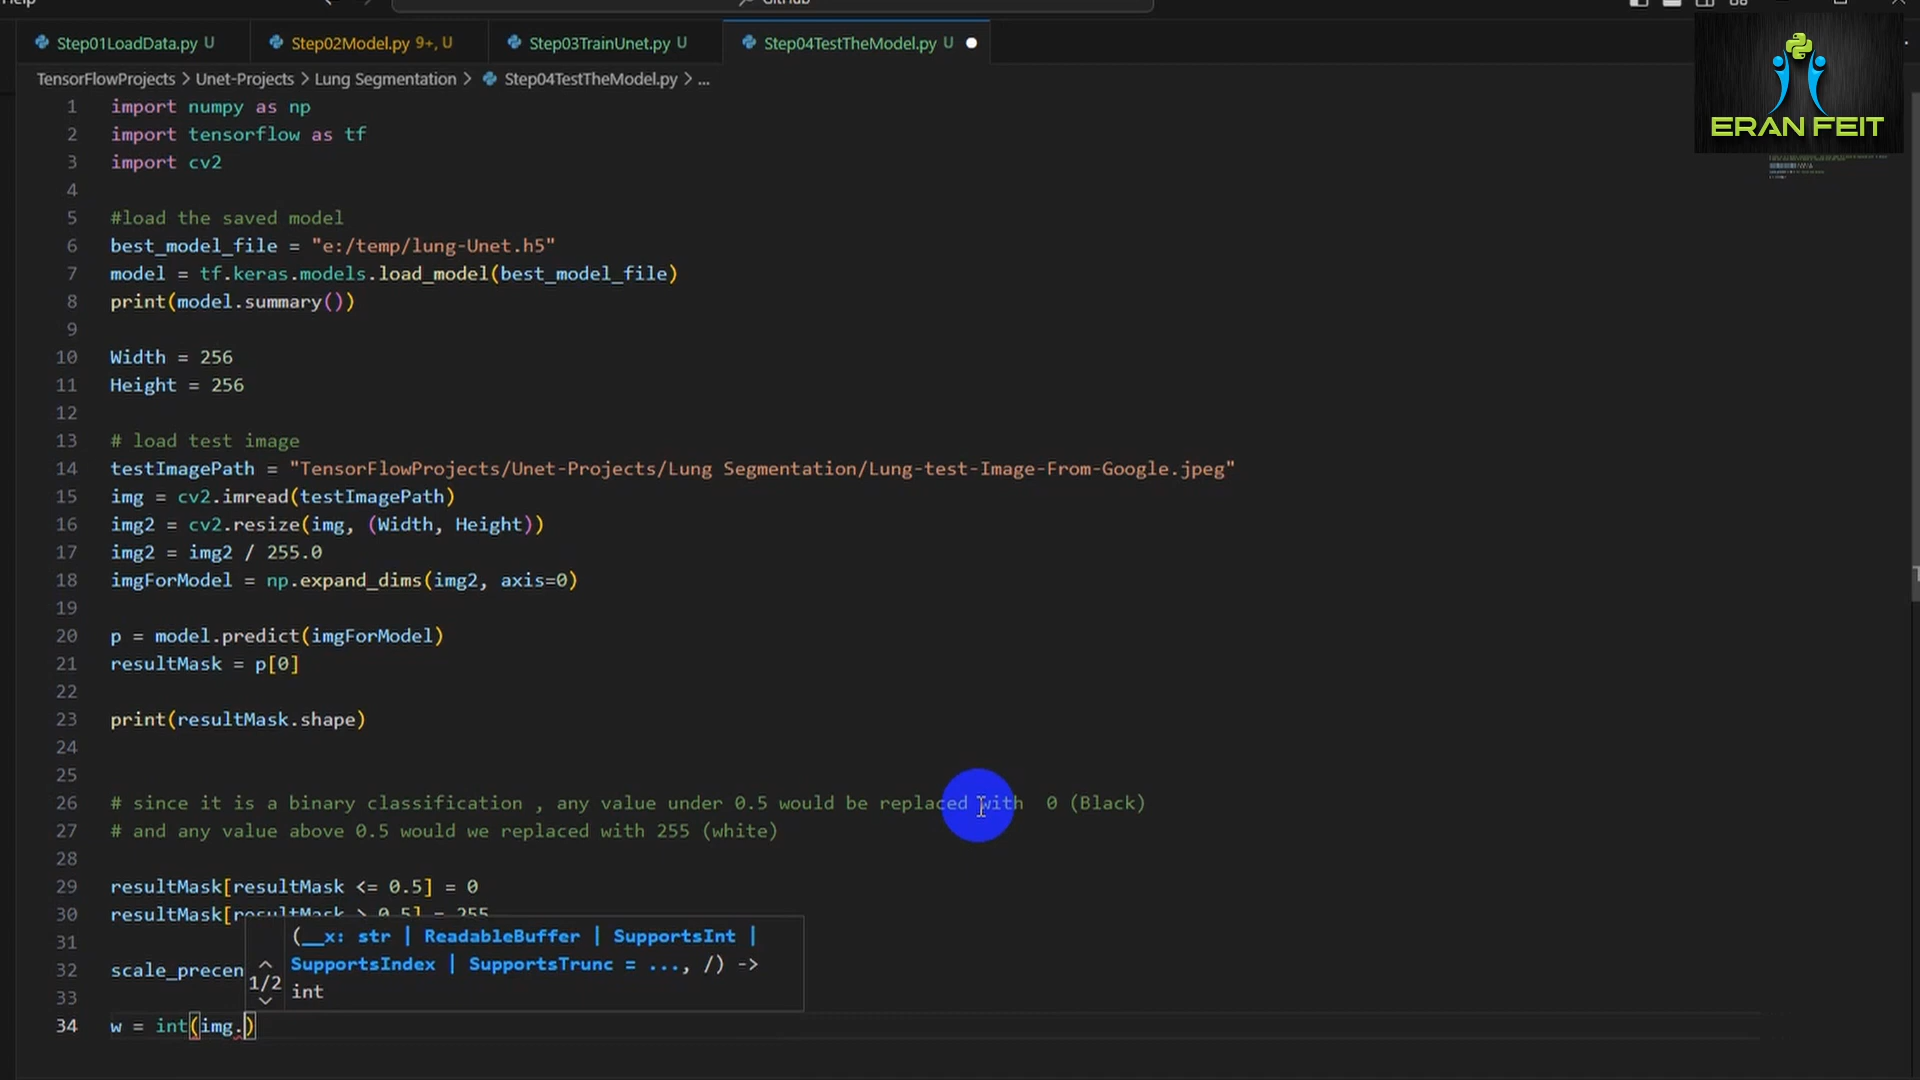 Help
GitHub
Step01LoadData.py U Step02Model.py 9+, U Step03TrainUnet.py U Step04TestTheModel.py U
ERAN FEIT
TensorFlowProjects > Unet-Projects > Lung Segmentation > Step04TestTheModel.py > ...
1 import numpy as np
2 import tensorflow as tf
3 import cv2
4
5 #load the saved model
6 best_model_file = "e:/temp/lung-Unet.h5"
7 model = tf.keras.models.load_model(best_model_file)
8 print(model.summary())
9
10 Width = 256
11 Height = 256
12
13 # load test image
14 testImagePath = "TensorFlowProjects/Unet-Projects/Lung Segmentation/Lung-test-Image-From-Google.jpeg"
15 img = cv2.imread(testImagePath)
16 img2 = cv2.resize(img, (Width, Height))
17 img2 = img2 / 255.0
18 imgForModel = np.expand_dims(img2, axis=0)
19
20 p = model.predict(imgForModel)
21 resultMask = p[0]
22
23 print(resultMask.shape)
24
25
26 # since it is a binary classification , any value under 0.5 would be replaced with  0 (Black)
27 # and any value above 0.5 would we replaced with 255 (white)
28
29 resultMask[resultMask <= 0.5] = 0
30 resultMask[resultMask > 0.5] = 255
31
(__x: str | ReadableBuffer | SupportsInt |
SupportsIndex | SupportsTrunc = ..., /) ->
int
1/2
32 scale_precen
33
34 w = int(img.)